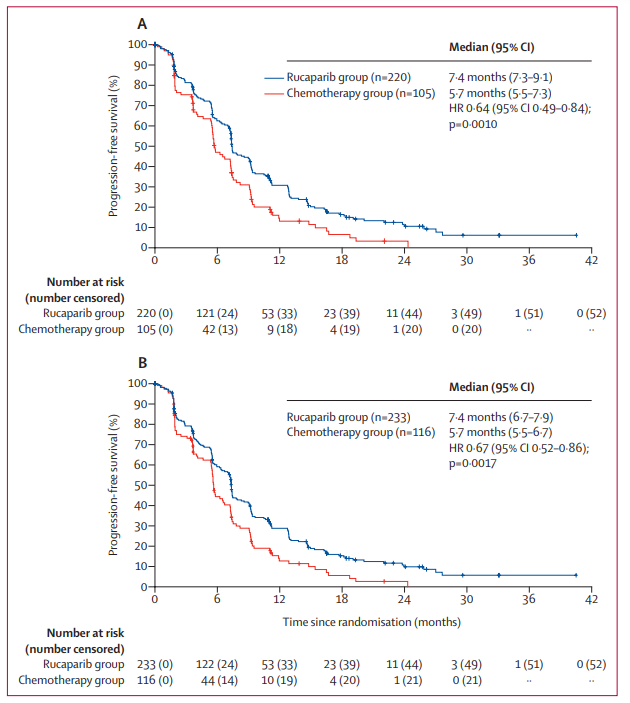 A
Median (95% CI)
Rucaparib group (n=220) 7·4 months (7·3–9·1)
Chemotherapy group (n=105) 5·7 months (5·5–7·3)
HR 0·64 (95% CI 0·49–0·84);
p=0·0010
Progression-free survival (%)
100
90
80
70
60
50
40
30
20
10
0
0 6 12 18 24 30 36 42
Number at risk
(number censored)
Rucaparib group 220 (0) 121 (24) 53 (33) 23 (39) 11 (44) 3 (49) 1 (51) 0 (52)
Chemotherapy group 105 (0) 42 (13) 9 (18) 4 (19) 1 (20) 0 (20) ·· ··
B
Median (95% CI)
Rucaparib group (n=233) 7·4 months (6·7–7·9)
Chemotherapy group (n=116) 5·7 months (5·5–6·7)
HR 0·67 (95% CI 0·52–0·86);
p=0·0017
Progression-free survival (%)
100
90
80
70
60
50
40
30
20
10
0
0 6 12 18 24 30 36 42
Time since randomisation (months)
Number at risk
(number censored)
Rucaparib group 233 (0) 122 (24) 53 (33) 23 (39) 11 (44) 3 (49) 1 (51) 0 (52)
Chemotherapy group 116 (0) 44 (14) 10 (19) 4 (20) 1 (21) 0 (21) ·· ··